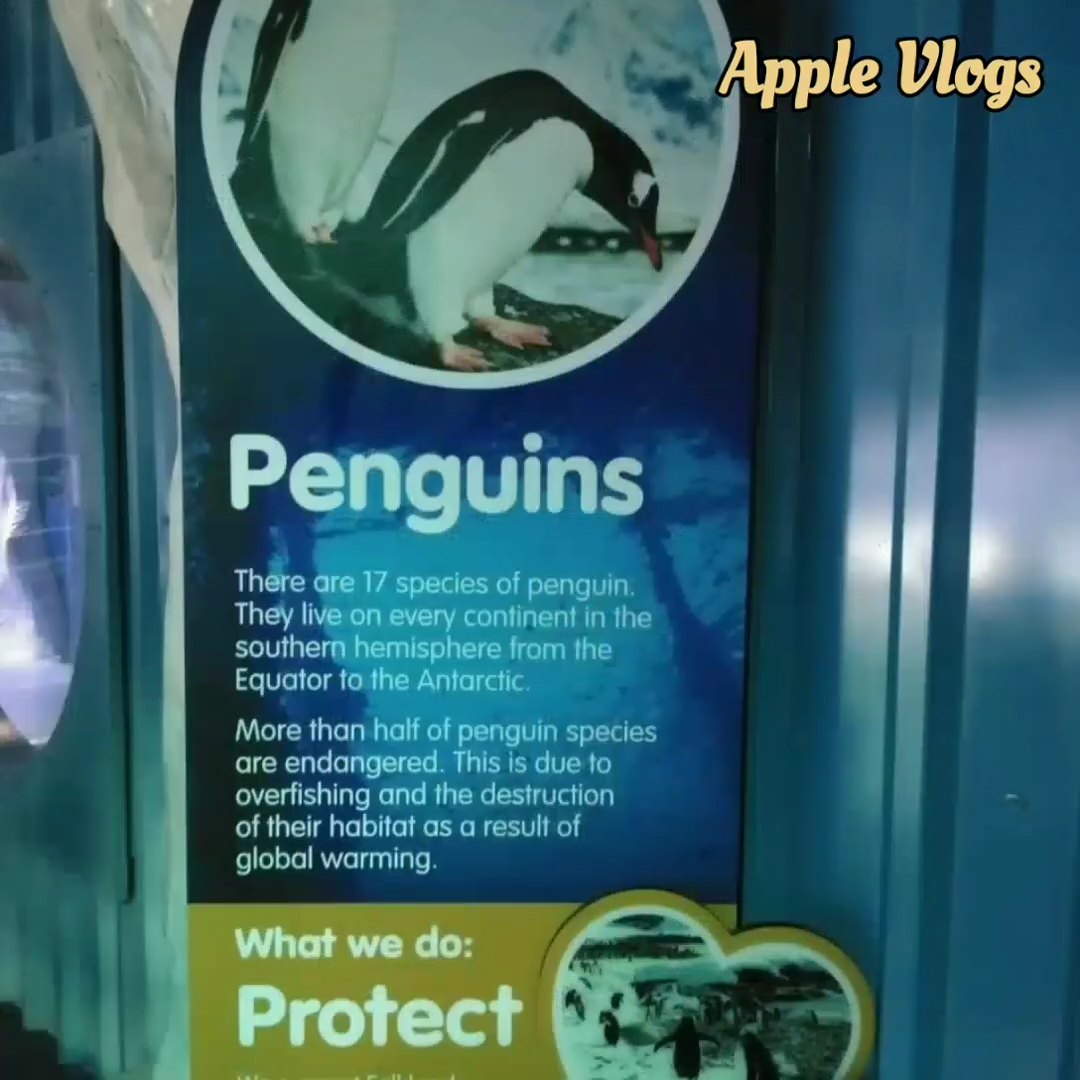 Apple Vlogs
Penguins
There are 17 species of penguin.
They live on every continent in the
southern hemisphere from the
Equator to the Antarctic.
More than half of penguin species
are endangered. This is due to
overfishing and the destruction
of their habitat as a result of
global warming.
What we do:
Protect